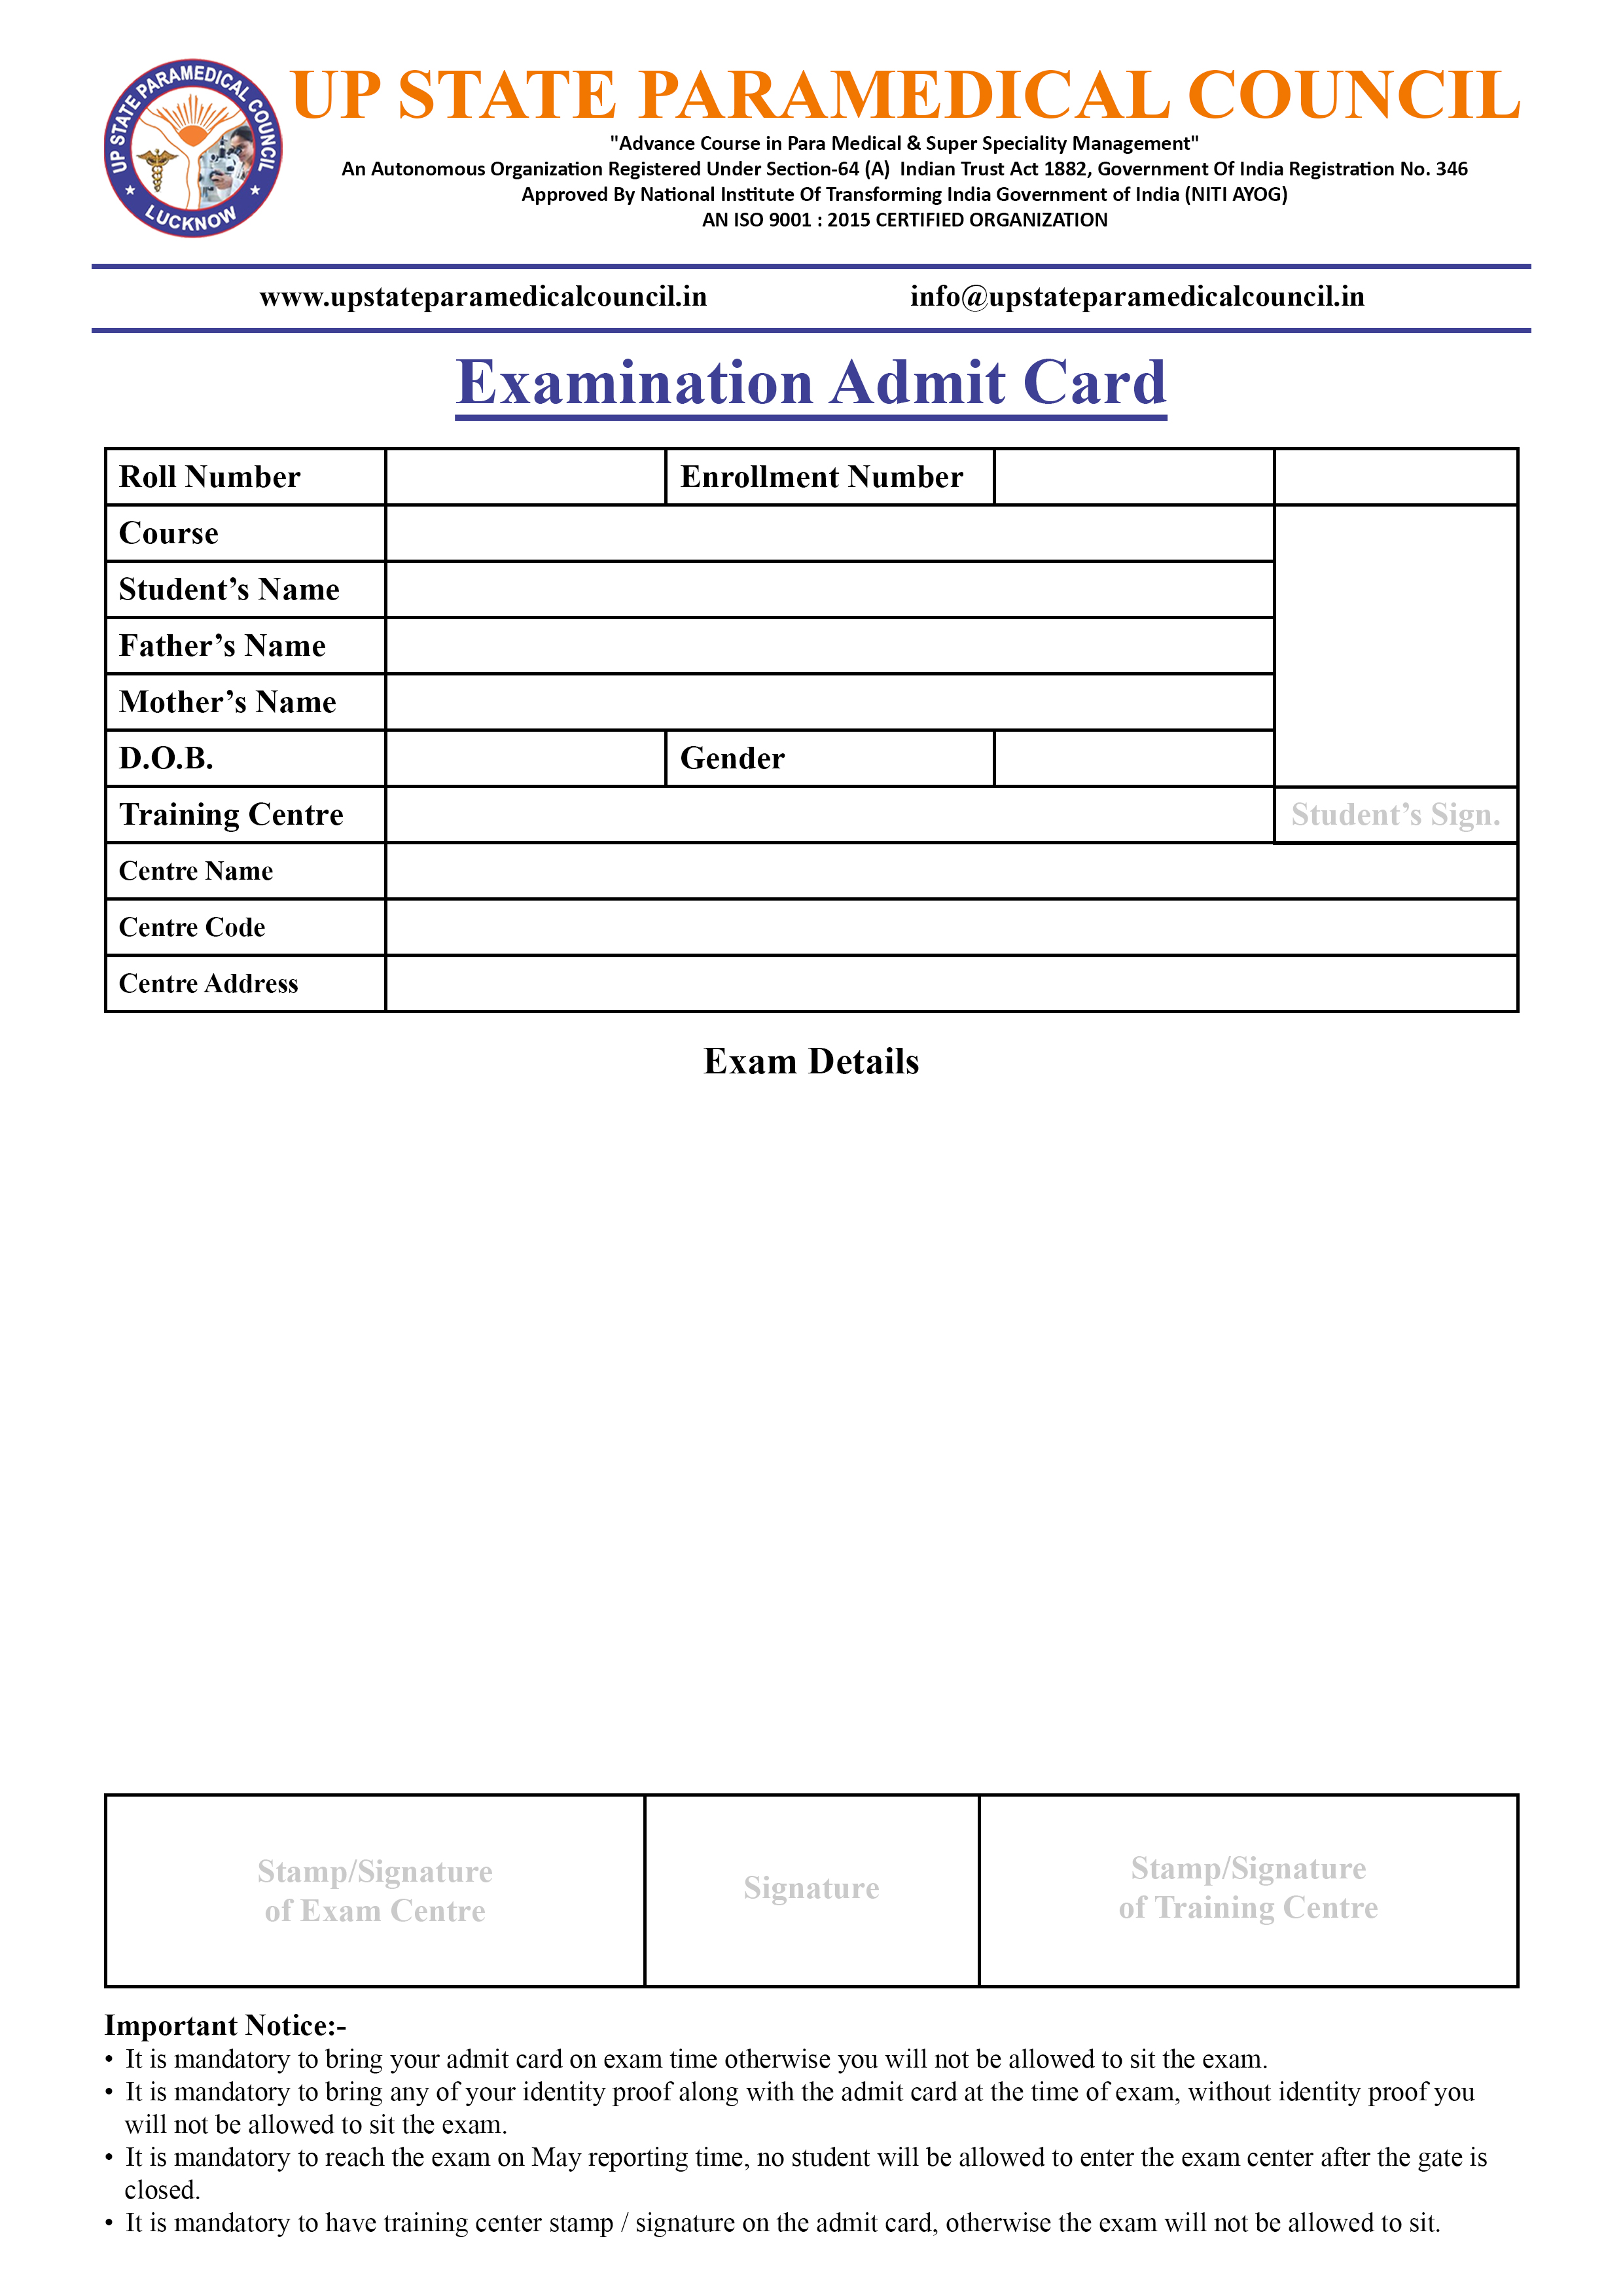 UP STATE PARAMEDICAL COUNCIL
LUCKNOW
UP STATE PARAMEDICAL COUNCIL
"Advance Course in Para Medical & Super Speciality Management"
An Autonomous Organization Registered Under Section-64 (A)  Indian Trust Act 1882, Government Of India Registration No. 346
Approved By National Institute Of Transforming India Government of India (NITI AYOG)
AN ISO 9001 : 2015 CERTIFIED ORGANIZATION
www.upstateparamedicalcouncil.in info@upstateparamedicalcouncil.in
Examination Admit Card
Roll Number Enrollment Number
Course
Student’s Name
Father’s Name
Mother’s Name
D.O.B. Gender
Training Centre Student’s Sign.
Centre Name
Centre Code
Centre Address
Exam Details
Stamp/Signature
of Exam Centre
Signature
Stamp/Signature
of Training Centre
Important Notice:-
• It is mandatory to bring your admit card on exam time otherwise you will not be allowed to sit the exam.
• It is mandatory to bring any of your identity proof along with the admit card at the time of exam, without identity proof you
will not be allowed to sit the exam.
• It is mandatory to reach the exam on May reporting time, no student will be allowed to enter the exam center after the gate is
closed.
• It is mandatory to have training center stamp / signature on the admit card, otherwise the exam will not be allowed to sit.